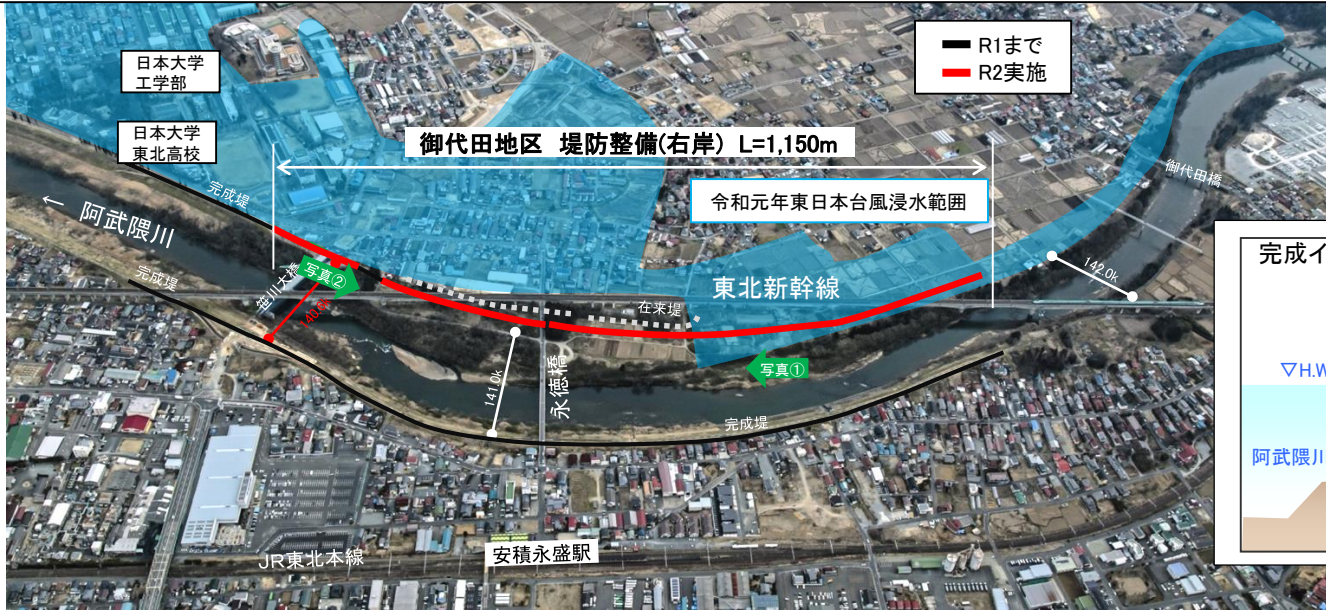 日本大学
工学部
日本大学
東北高校
R1まで
R2実施
御代田地区 堤防整備(右岸) L=1,150m
令和元年東日本台風浸水範囲
御代田橋
完成堤
← 阿武隈川
完成堤
笹川大橋
写真②
東北新幹線
在来堤
142.0k
写真①
141.0k
永徳橋
完成堤
JR東北本線
安積永盛駅
完成イ
▽H.W
阿武隈川